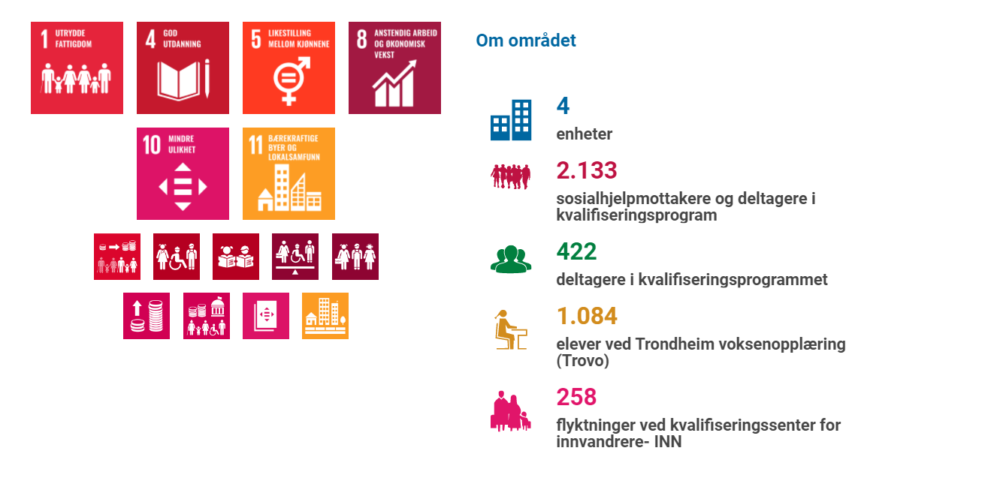 1 UTRYDDE
FATTIGDOM
4 GOD
UTDANNING
5 LIKESTILLING
MELLOM KJØNNENE
8 ANSTENDIG ARBEID
OG ØKONOMISK
VEKST
10 MINDRE
ULIKHET
11 BÆREKRAFTIGE
BYER OG
LOKALSAMFUNN
Om området
4
enheter
2.133
sosialhjelpmottakere og deltagere i
kvalifiseringsprogram
422
deltagere i kvalifiseringsprogrammet
1.084
elever ved Trondheim voksenopplæring
(Trovo)
258
flyktninger ved kvalifiseringssenter for
innvandrere- INN